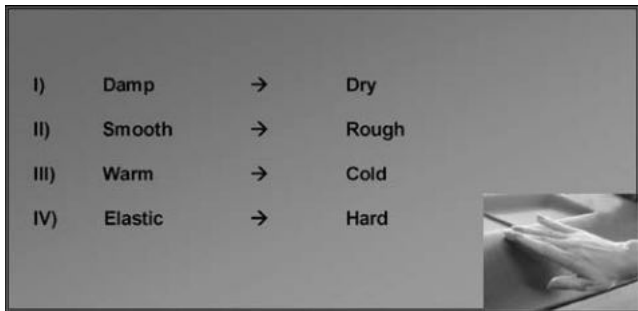 I) Damp → Dry
II) Smooth → Rough
III) Warm → Cold
IV) Elastic → Hard